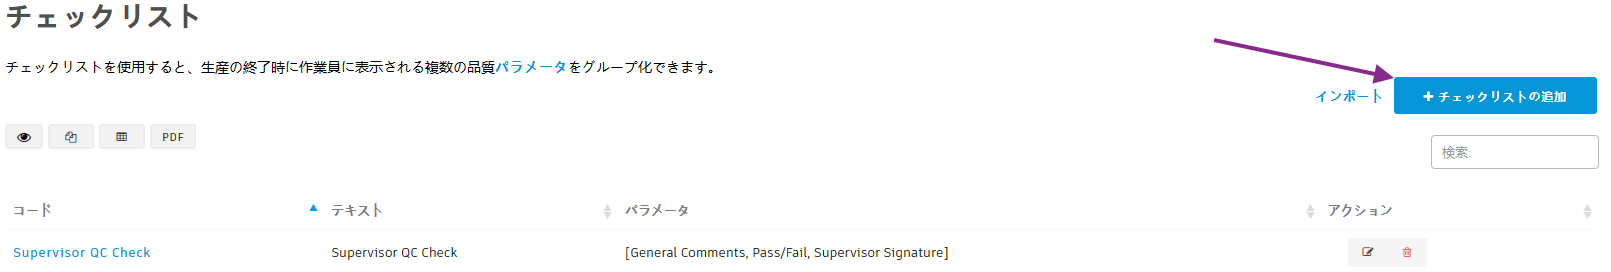 チェックリスト
チェックリストを使用すると、生産の終了時に作業員に表示される複数の品質パラメータをグループ化できます。
インポート
チェックリストの追加
PDF
検索:
コード テキスト パラメータ アクション
Supervisor QC Check Supervisor QC Check [General Comments, Pass/Fail, Supervisor Signature]